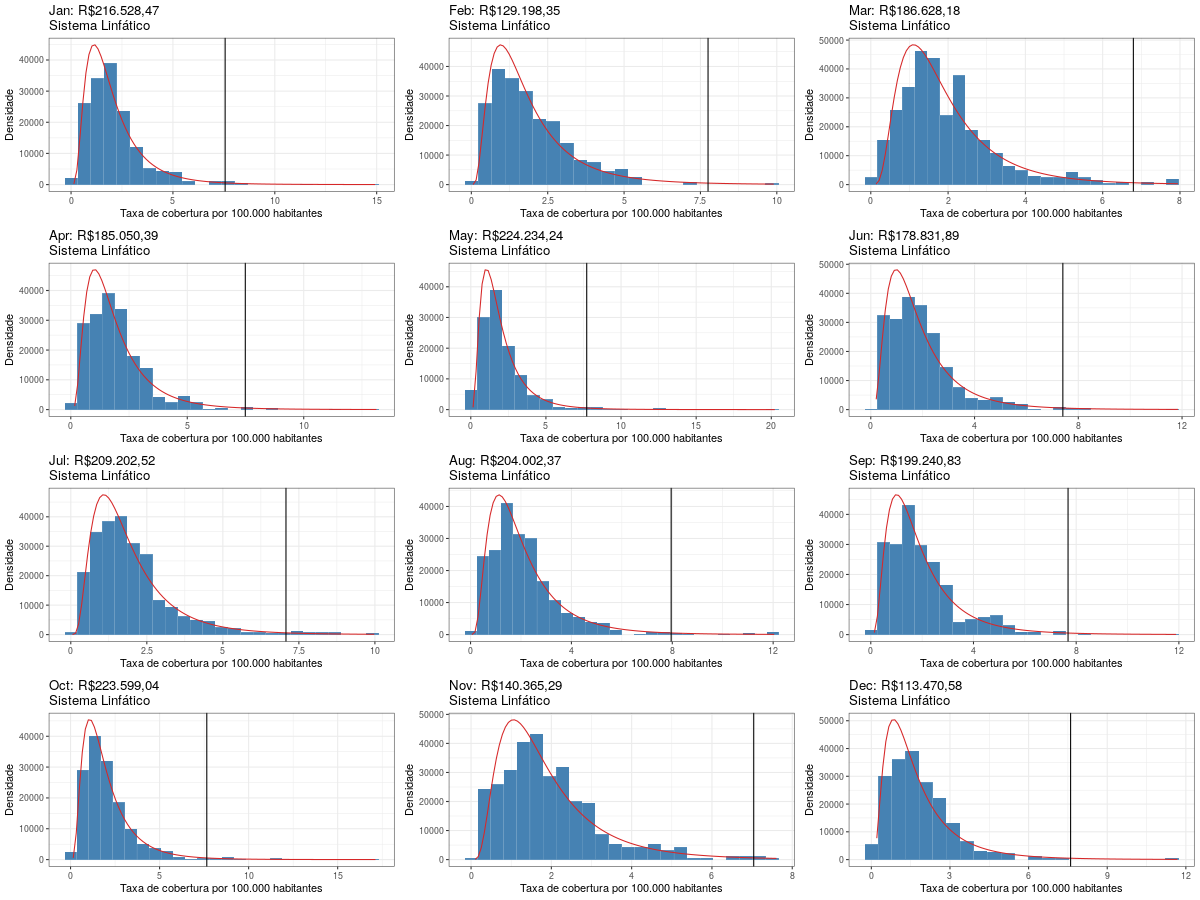 Jan: R$216.528,47
Sistema Linfático
Densidade
40000
30000
20000
10000
0
0 5 10 15
Taxa de cobertura por 100.000 habitantes
Feb: R$129.198,35
Sistema Linfático
Densidade
40000
30000
20000
10000
0
0 2.5 5 7.5 10
Taxa de cobertura por 100.000 habitantes
Mar: R$186.628,18
Sistema Linfático
Densidade
50000
40000
30000
20000
10000
0
0 2 4 6 8
Taxa de cobertura por 100.000 habitantes
Apr: R$185.050,39
Sistema Linfático
Densidade
40000
30000
20000
10000
0
0 5 10
Taxa de cobertura por 100.000 habitantes
May: R$224.234,24
Sistema Linfático
Densidade
40000
30000
20000
10000
0
0 5 10 15 20
Taxa de cobertura por 100.000 habitantes
Jun: R$178.831,89
Sistema Linfático
Densidade
50000
40000
30000
20000
10000
0
0 4 8 12
Taxa de cobertura por 100.000 habitantes
Jul: R$209.202,52
Sistema Linfático
Densidade
40000
30000
20000
10000
0
0 2.5 5 7.5 10
Taxa de cobertura por 100.000 habitantes
Aug: R$204.002,37
Sistema Linfático
Densidade
40000
30000
20000
10000
0
0 4 8 12
Taxa de cobertura por 100.000 habitantes
Sep: R$199.240,83
Sistema Linfático
Densidade
40000
30000
20000
10000
0
0 4 8 12
Taxa de cobertura por 100.000 habitantes
Oct: R$223.599,04
Sistema Linfático
Densidade
40000
30000
20000
10000
0
0 5 10 15
Taxa de cobertura por 100.000 habitantes
Nov: R$140.365,29
Sistema Linfático
Densidade
50000
40000
30000
20000
10000
0
0 2 4 6 8
Taxa de cobertura por 100.000 habitantes
Dec: R$113.470,58
Sistema Linfático
Densidade
50000
40000
30000
20000
10000
0
0 3 6 9 12
Taxa de cobertura por 100.000 habitantes